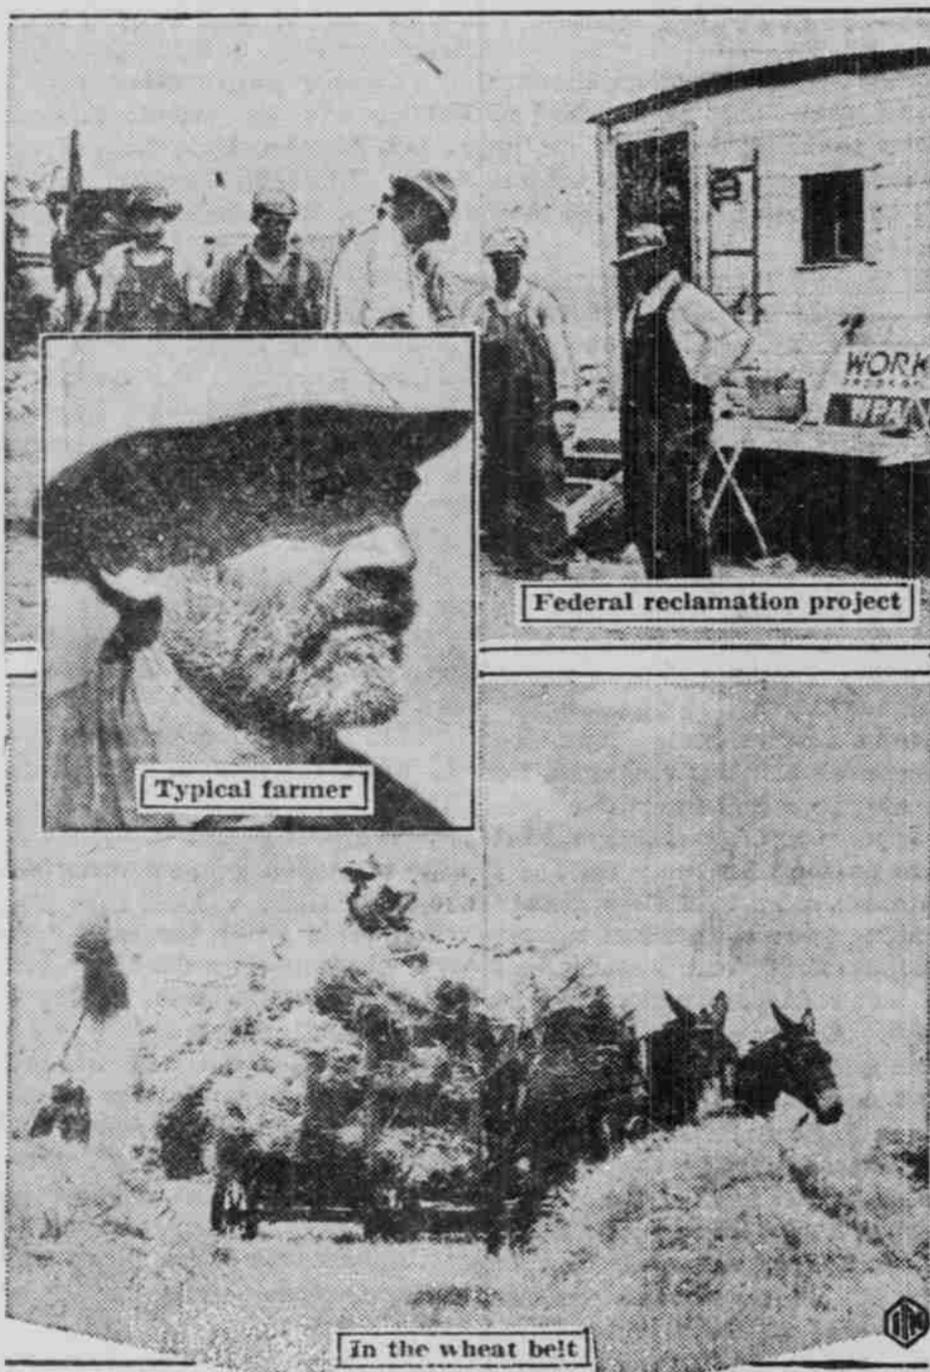 WORK
WPA
Federal reclamation project
Typical farmer
In the wheat belt